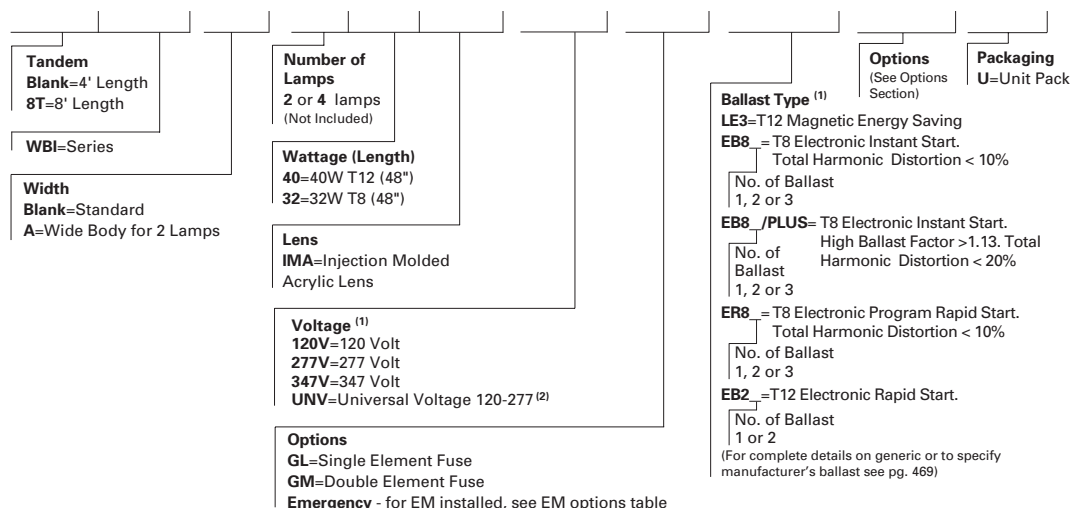 Tandem
Blank=4' Length
8T=8' Length
WBI=Series
Width
Blank=Standard
A=Wide Body for 2 Lamps
Number of
Lamps
2 or 4 lamps
(Not Included)
Wattage (Length)
40=40W T12 (48")
32=32W T8 (48")
Lens
IMA=Injection Molded
Acrylic Lens
Voltage (1)
120V=120 Volt
277V=277 Volt
347V=347 Volt
UNV=Universal Voltage 120-277 (2)
Options
GL=Single Element Fuse
GM=Double Element Fuse
Emergency - for EM installed, see EM options table
Ballast Type (1)
LE3=T12 Magnetic Energy Saving
EB8_=T8 Electronic Instant Start.
Total Harmonic Distortion < 10%
No. of Ballast
1, 2 or 3
EB8_/PLUS= T8 Electronic Instant Start.
High Ballast Factor >1.13. Total
Harmonic Distortion < 20%
No. of
Ballast
1, 2 or 3
ER8_=T8 Electronic Program Rapid Start.
Total Harmonic Distortion < 10%
No. of Ballast
1, 2 or 3
EB2_=T12 Electronic Rapid Start.
No. of Ballast
1 or 2
(For complete details on generic or to specify
manufacturer's ballast see pg. 469)
Options
(See Options
Section)
Packaging
U=Unit Pack